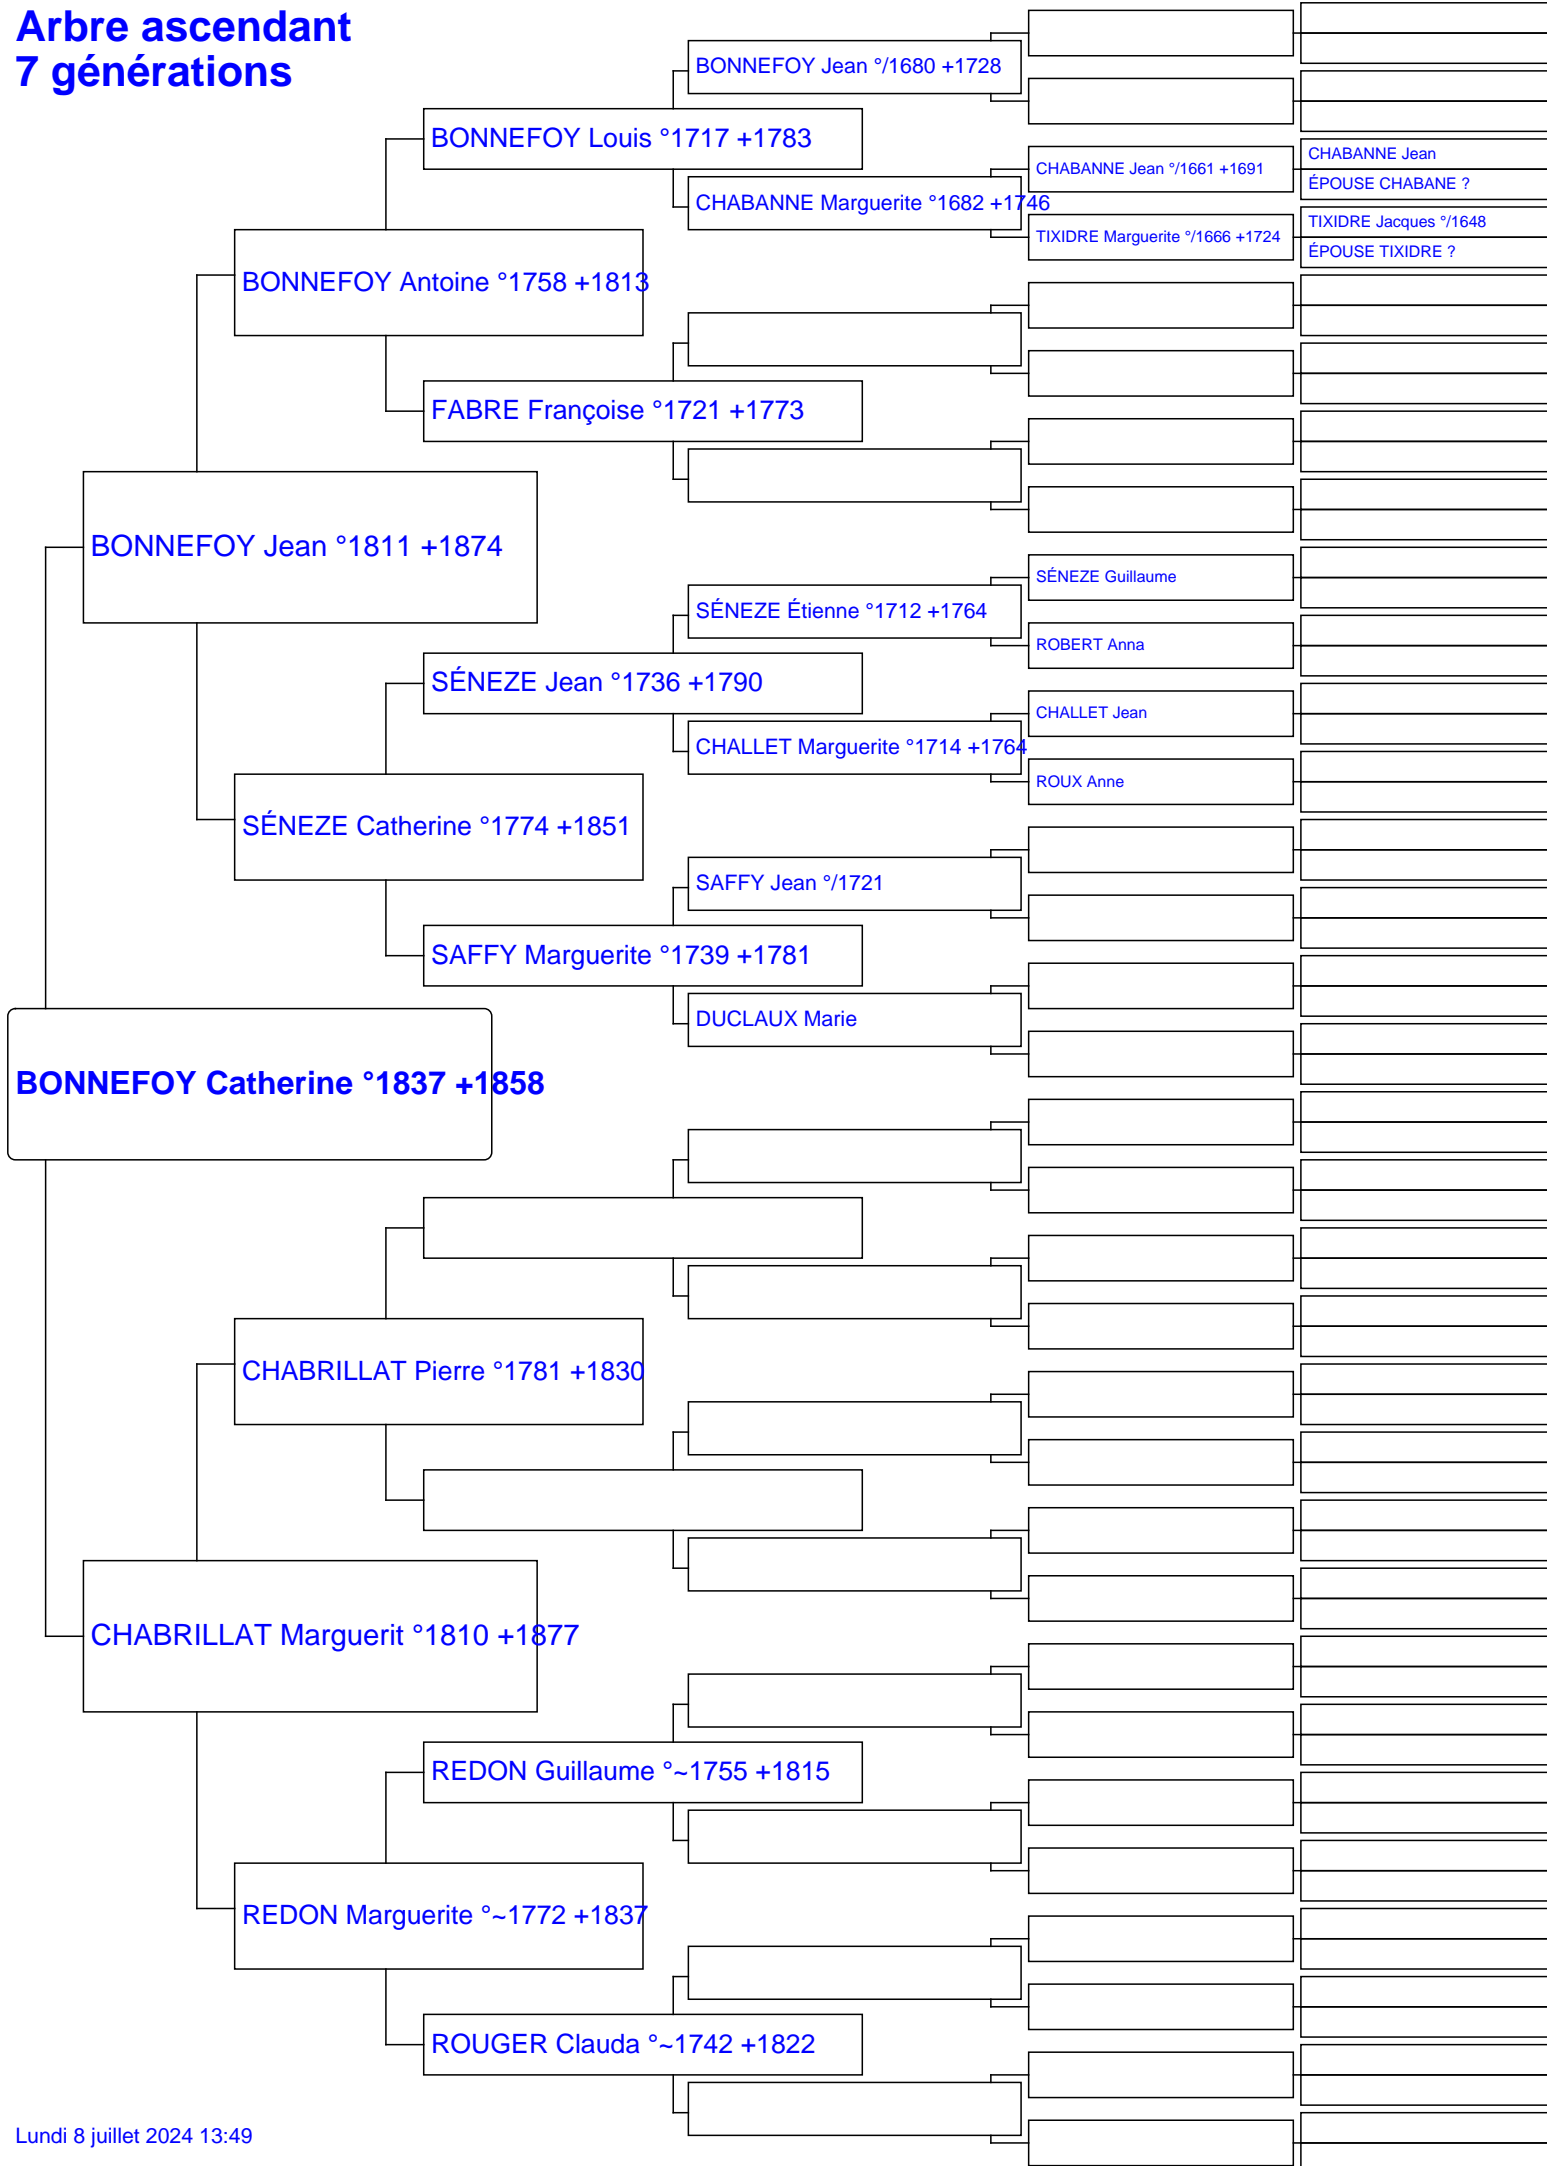 Arbre ascendant
7 générations
BONNEFOY Jean °/1680 +1728
BONNEFOY Louis °1717 +1783
CHABANNE Jean °/1661 +1691
CHABANNE Jean
ÉPOUSE CHABANE ?
CHABANNE Marguerite °1682 +1746
TIXIDRE Marguerite °/1666 +1724
TIXIDRE Jacques °/1648
ÉPOUSE TIXIDRE ?
BONNEFOY Antoine °1758 +1813
FABRE Françoise °1721 +1773
BONNEFOY Jean °1811 +1874
SÉNEZE Guillaume
SÉNEZE Étienne °1712 +1764
ROBERT Anna
SÉNEZE Jean °1736 +1790
CHALLET Jean
CHALLET Marguerite °1714 +1764
ROUX Anne
SÉNEZE Catherine °1774 +1851
SAFFY Jean °/1721
SAFFY Marguerite °1739 +1781
DUCLAUX Marie
BONNEFOY Catherine °1837 +1858
CHABRILLAT Pierre °1781 +1830
CHABRILLAT Marguerit °1810 +1877
REDON Guillaume °~1755 +1815
REDON Marguerite °~1772 +1837
ROUGER Clauda °~1742 +1822
Lundi 8 juillet 2024 13:49